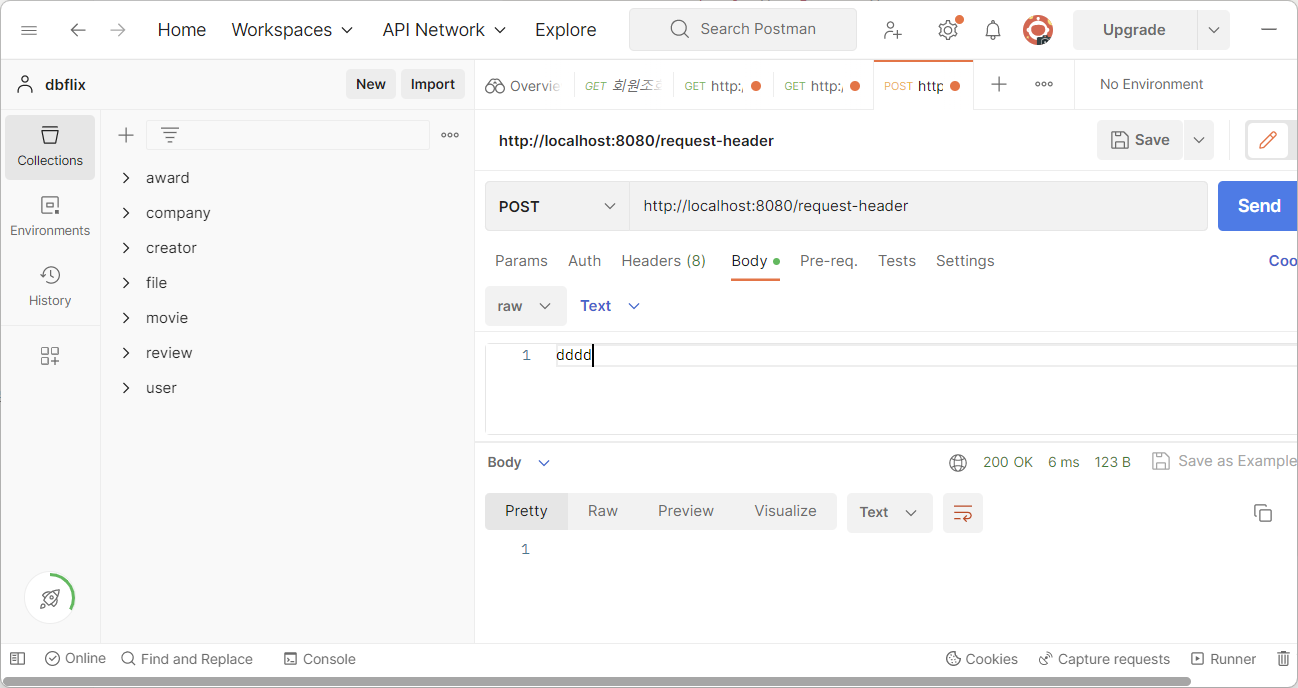 Home Workspaces API Network Explore Search Postman Upgrade
dbflix New Import
Overvie GET 회원조회 GET http:/ GET http:/ POST http No Environment
Collections
Environments
History
award
company
creator
file
movie
review
user
http://localhost:8080/request-header Save
POST http://localhost:8080/request-header Send
Params Auth Headers (8) Body Pre-req. Tests Settings Coo
raw Text
1 dddd
Body 200 OK 6 ms 123 B Save as Example
Pretty Raw Preview Visualize Text
1
Online Find and Replace Console Cookies Capture requests Runner